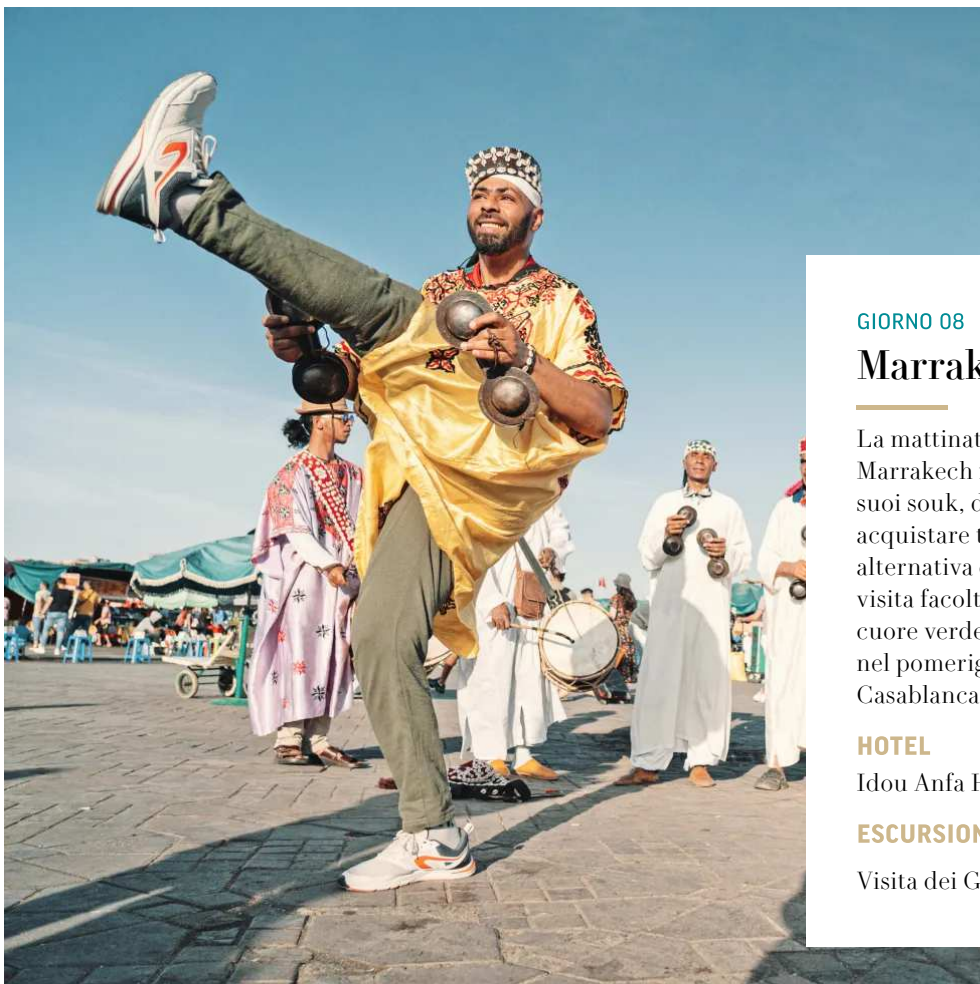 GIORNO 08
Marrak
La mattinat
Marrakech
suoi souk, d
acquistare t
alternativa
visita facolt
cuore verde
nel pomerig
Casablanca
HOTEL
Idou Anfa H
ESCURSION
Visita dei G